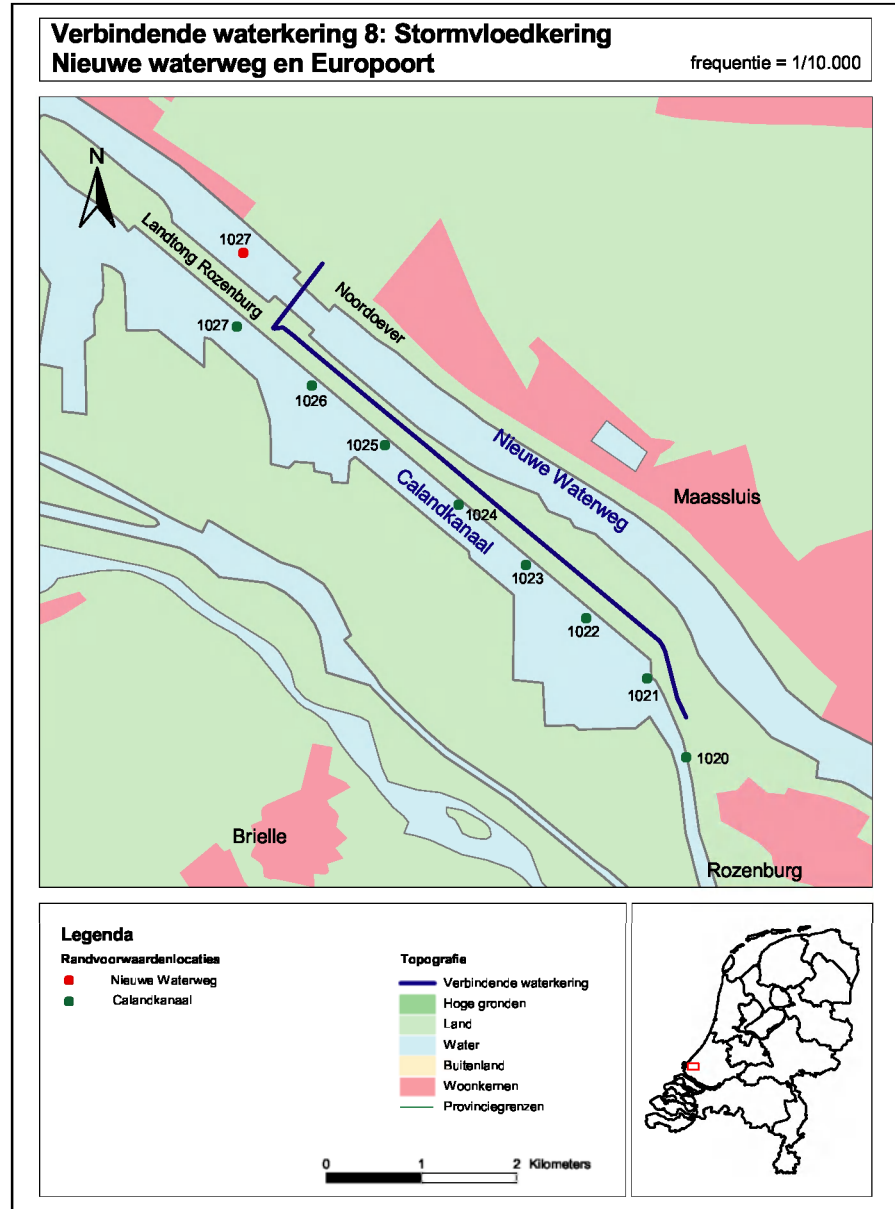 Verbindende waterkering 8: Stormvloedkering
Nieuwe waterweg en Europoort
frequentie = 1/10.000
N
1027
Landtong Rozenburg
Noordoever
1027
1026
1025
Nieuwe Waterweg
Maassluis
Calandkanaal
1024
1023
1022
1021
1020
Brielle
Rozenburg
Legenda
Randvoorwaardenlocaties
Nieuwe Waterweg
Calandkanaal
Topografie
Verbindende waterkering
Hoge gronden
Land
Water
Buitenland
Woonkernen
Provinciegrenzen
0 1 2 Kilometers